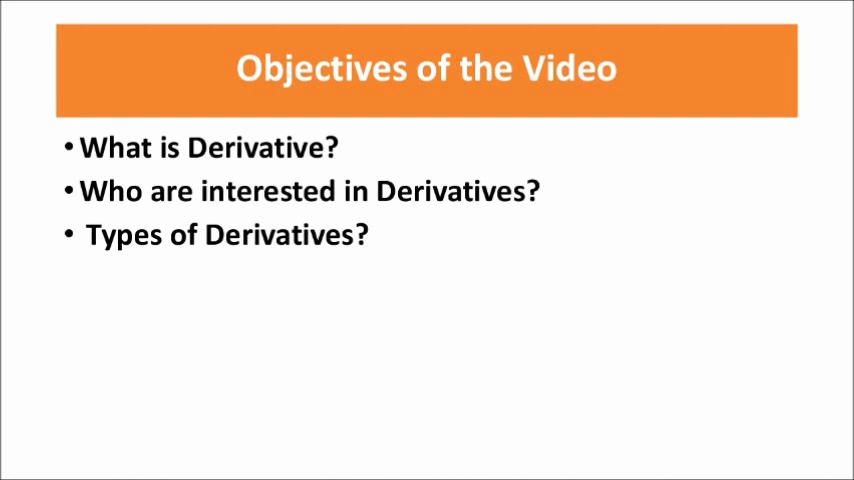 Objectives of the Video
• What is Derivative?
• Who are interested in Derivatives?
• Types of Derivatives?